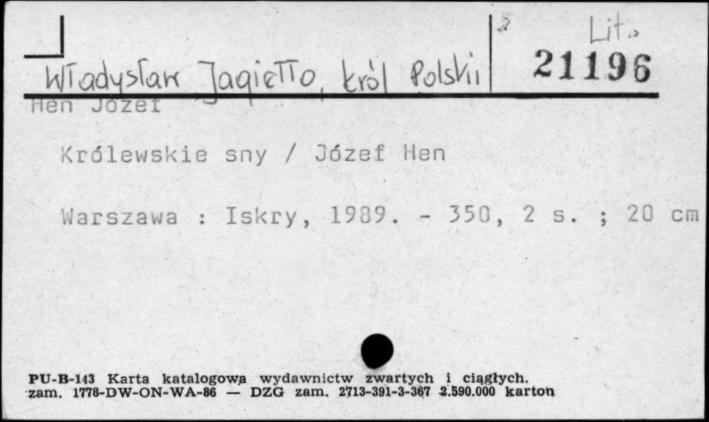 Lit.
Władysław Jagiełło, król Polski 21196
Hen Józef
Królewskie sny / Józef Hen
Warszawa : Iskry, 1989. - 350, 2 s. ; 20 cm
PU-B-143 Karta katalogowa wydawnictw zwartych i ciągłych.
zam. 1778-DW-ON-WA-86 — DZG zam. 2713-391-3-367 2.590.000 karton